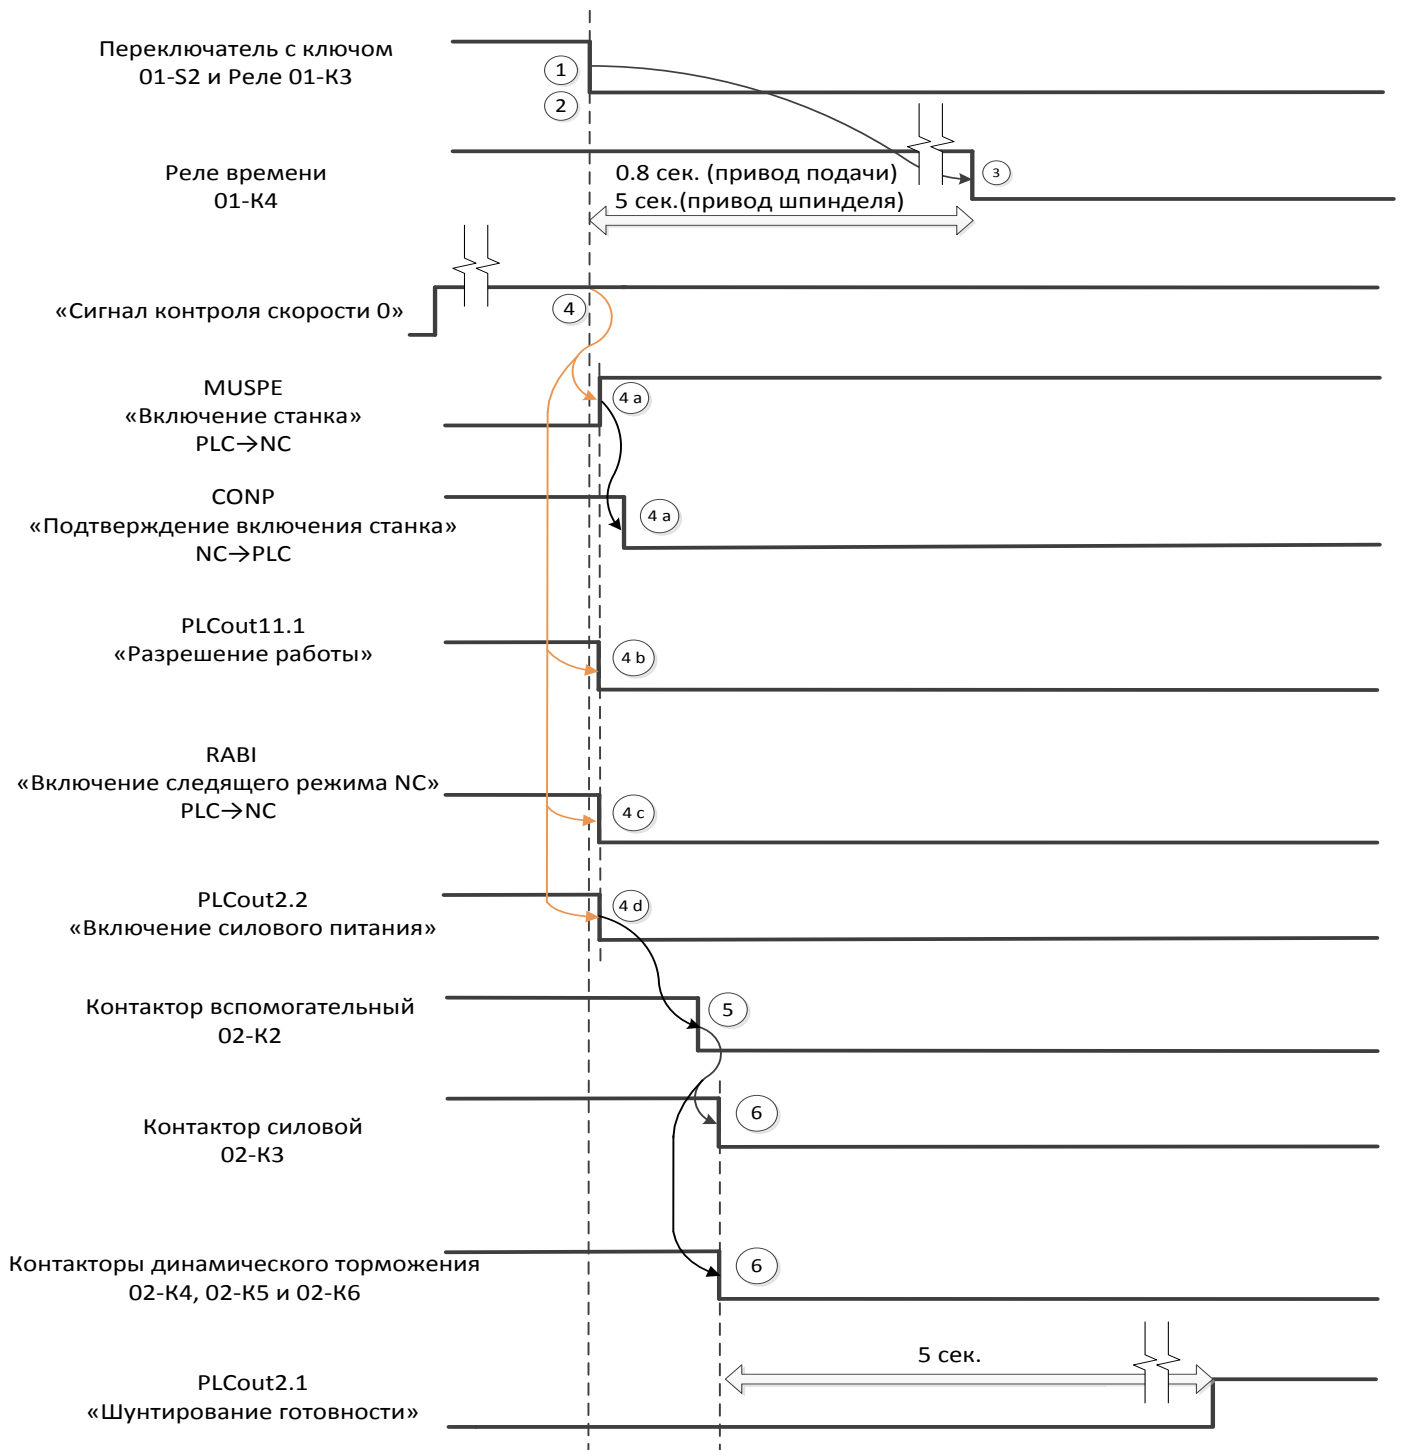 Переключатель с ключом
01-S2 и Реле 01-К3
1
2
Реле времени
01-К4
0.8 сек. (привод подачи)
5 сек.(привод шпинделя)
3
«Сигнал контроля скорости 0»
4
MUSPE
«Включение станка»
PLC→NC
4 a
CONP
«Подтверждение включения станка»
NC→PLC
4 a
PLCout11.1
«Разрешение работы»
4 b
RABI
«Включение следящего режима NC»
PLC→NC
4 c
PLCout2.2
«Включение силового питания»
4 d
Контактор вспомогательный
02-К2
5
Контактор силовой
02-К3
6
Контакторы динамического торможения
02-К4, 02-К5 и 02-К6
6
5 сек.
PLCout2.1
«Шунтирование готовности»